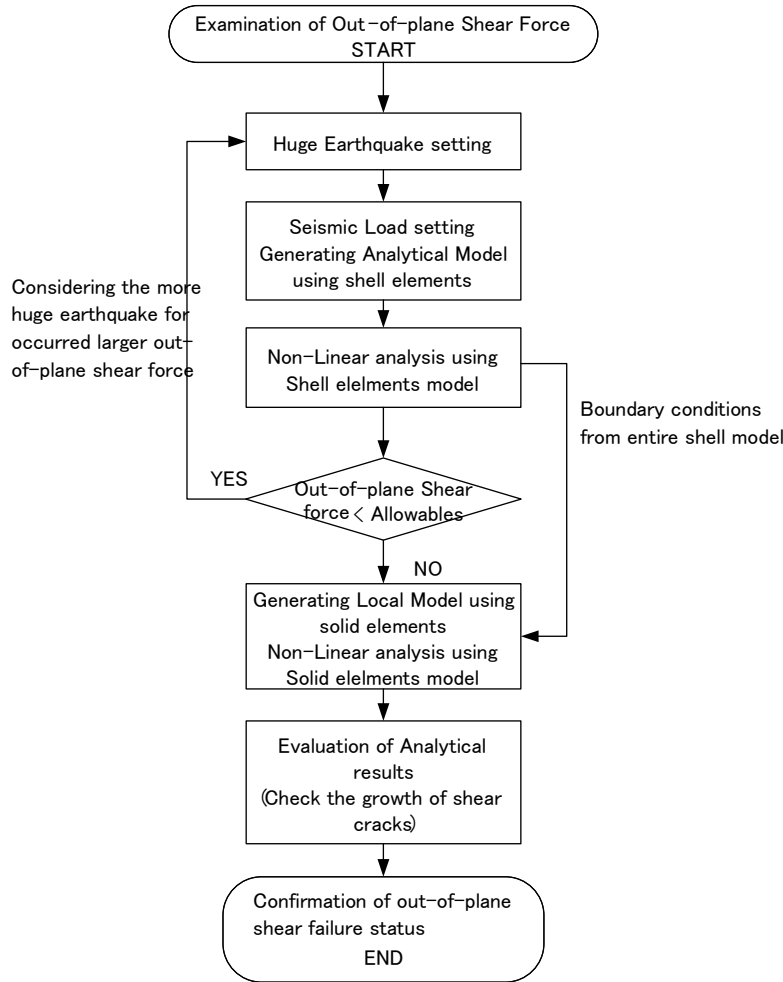 Examination of Out-of-plane Shear Force
START
Huge Earthquake setting
Seismic Load setting
Generating Analytical Model
using shell elements
Considering the more
huge earthquake for
occurred larger out-
of-plane shear force
Non-Linear analysis using
Shell elelments model
Boundary conditions
from entire shell model
YES
Out-of-plane Shear
force < Allowables
NO
Generating Local Model using
solid elements
Non-Linear analysis using
Solid elelments model
Evaluation of Analytical
results
(Check the growth of shear
cracks)
Confirmation of out-of-plane
shear failure status
END